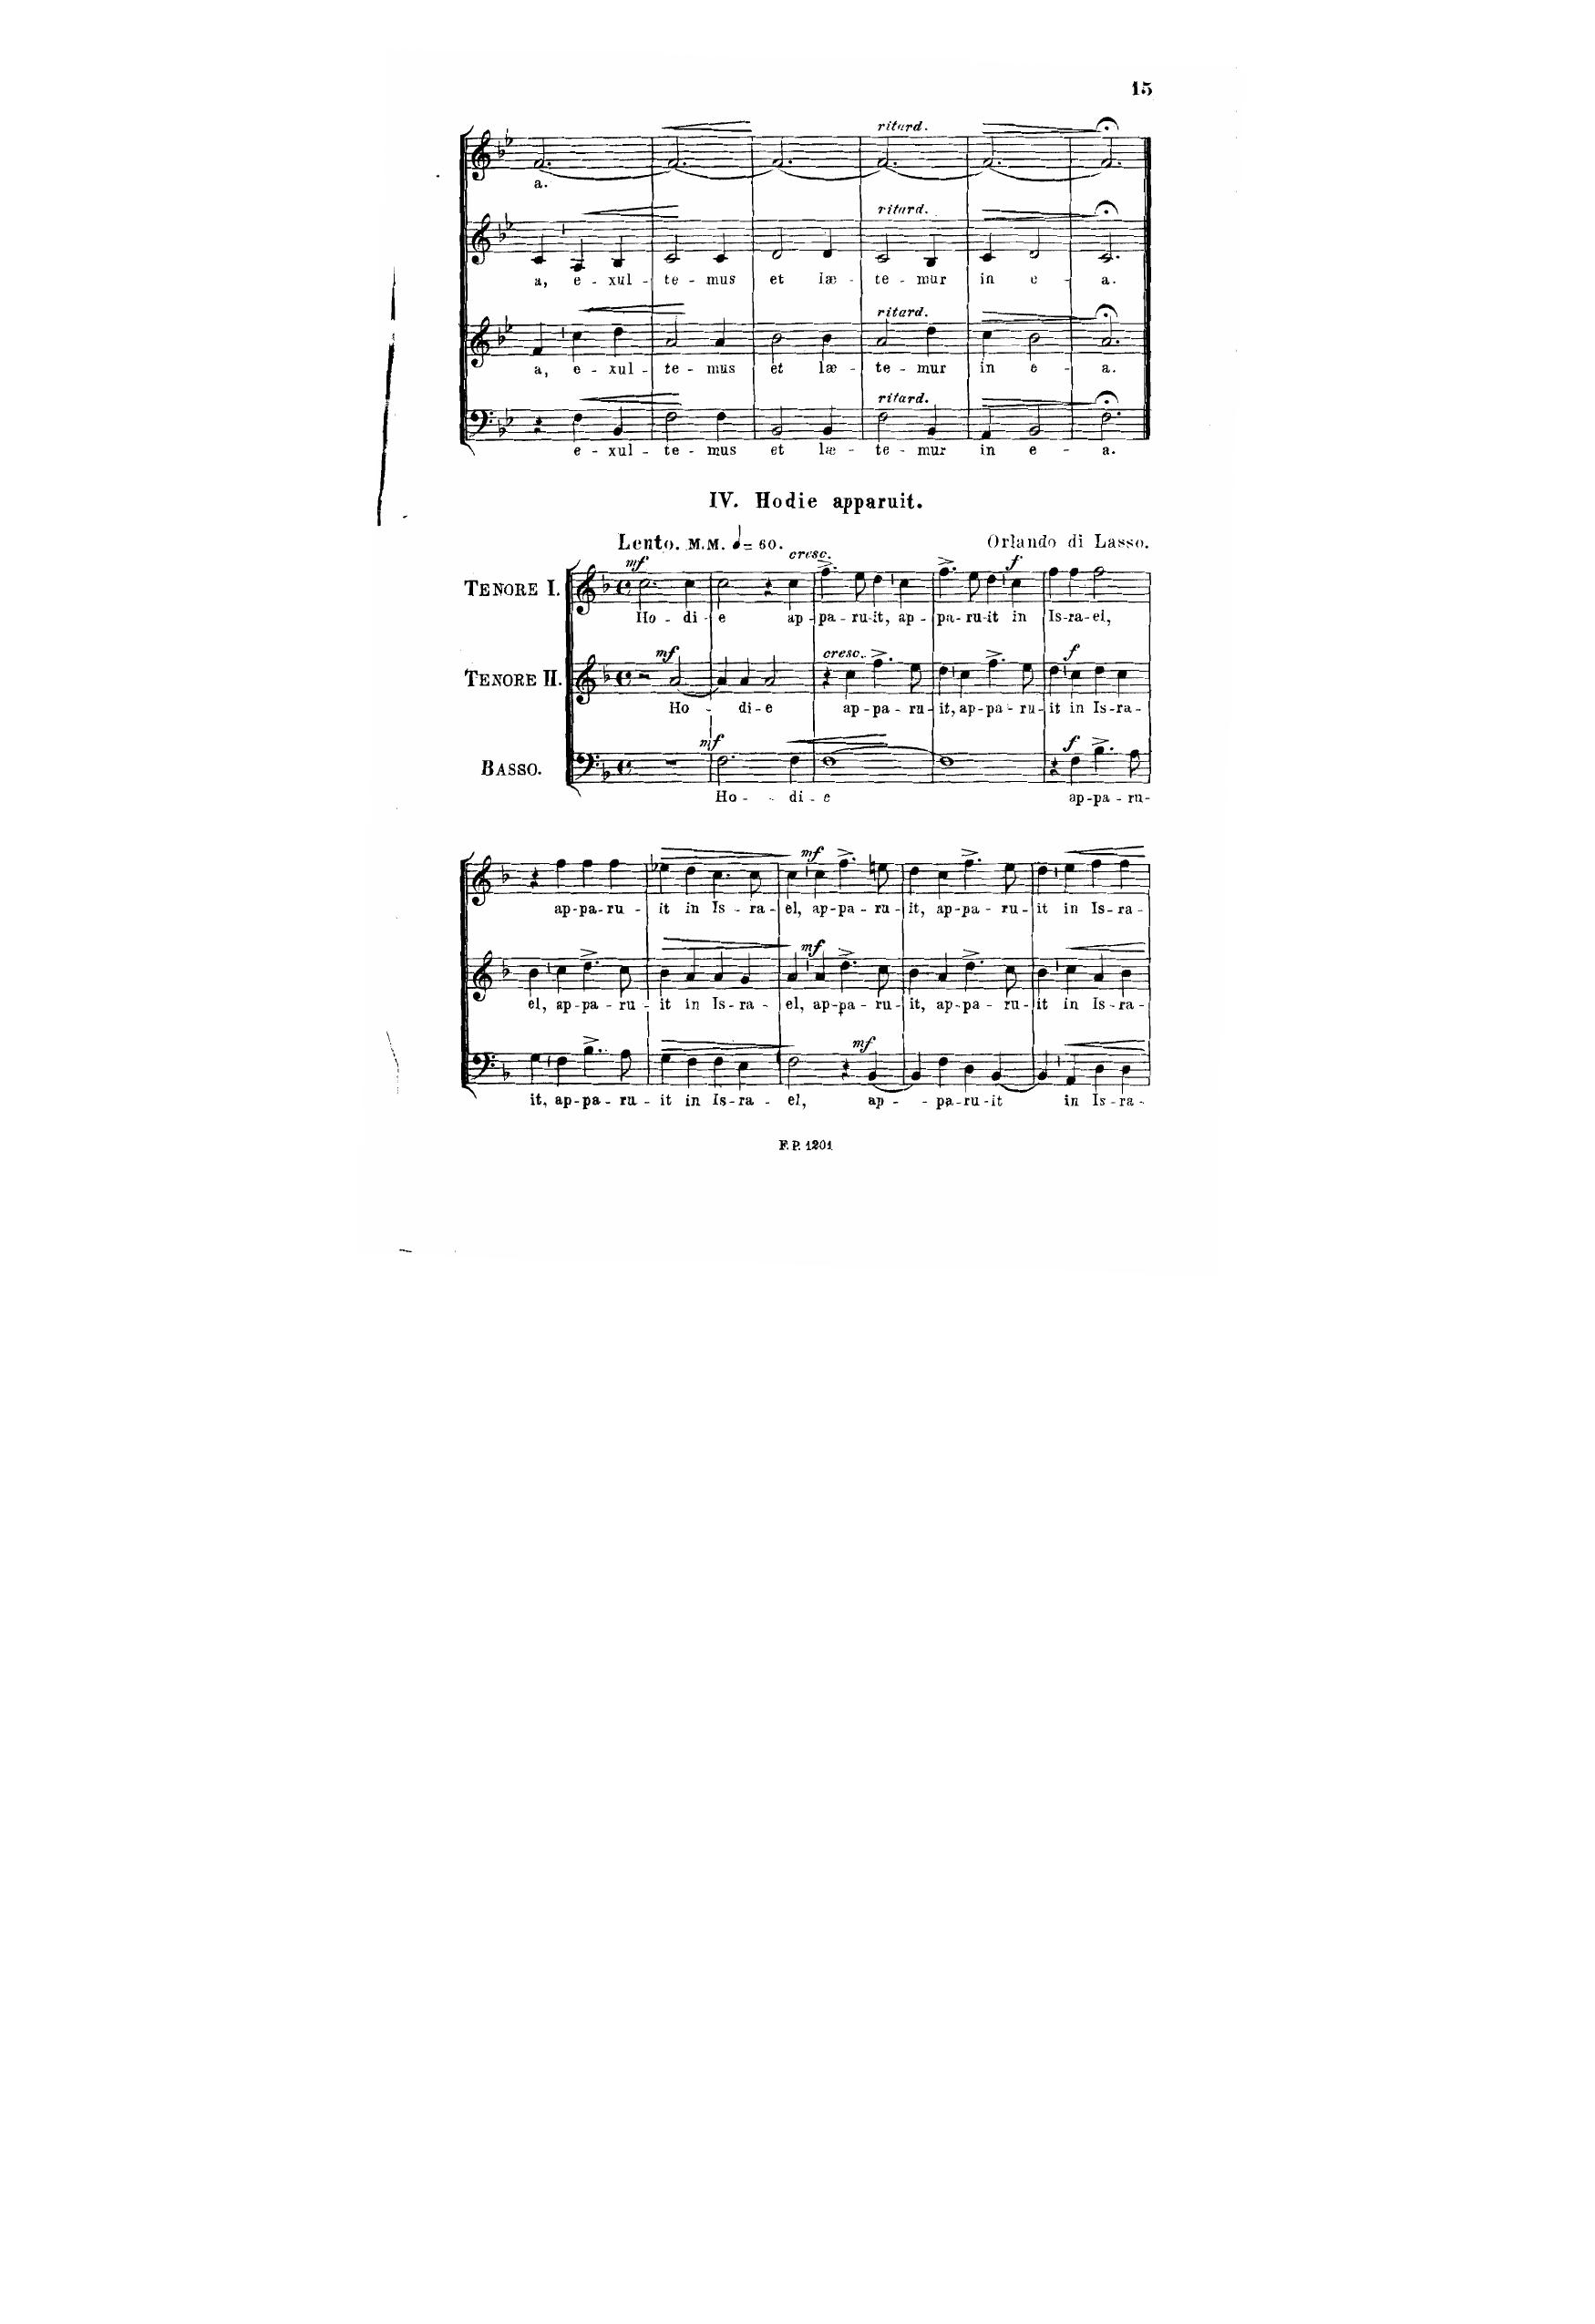 15
ritard.
a.
ritard.
a, e - xul - te - mus et læ - te - mur in e - a.
ritard.
a, e - xul - te - mus et læ - te - mur in e - a.
ritard.
e - xul - te - mus et læ - te - mur in e - a.
IV. Hodie apparuit.
Lento. M.M. = 60. Orlando di Lasso.
mf cresc. f
TENORE I.
Ho - di - e ap - pa - ru - it, ap - pa - ru - it in Is - ra - el,
mf cresc. f
TENORE II.
Ho - di - e ap - pa - ru - it, ap - pa - ru - it in Is - ra -
mf f
BASSO.
Ho - di - e ap - pa - ru -
mf
ap - pa - ru - it in Is - ra - el, ap - pa - ru - it, ap - pa - ru - it in Is - ra -
mf
el, ap - pa - ru - it in Is - ra - el, ap - pa - ru - it, ap - pa - ru - it in Is - ra -
mf
it, ap - pa - ru - it in Is - ra - el, ap - pa - ru - it in Is - ra -
F. P. 1201